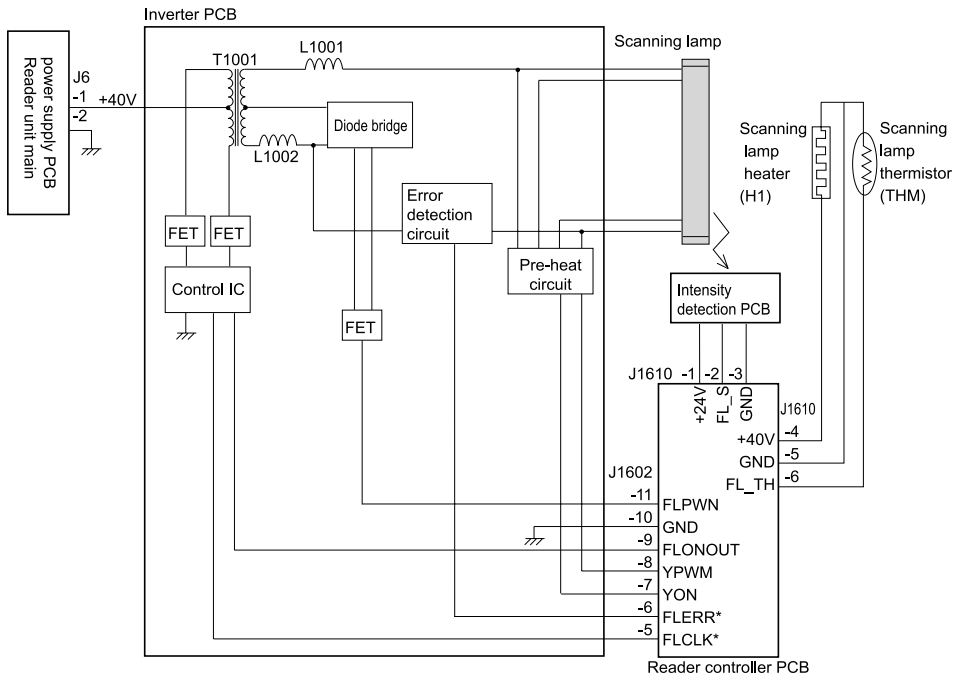 Inverter PCB
power supply PCB
Reader unit main
J6
-1
+40V
-2
T1001
L1001
L1002
Diode bridge
Error
detection
circuit
FET
FET
Control IC
FET
Pre-heat
circuit
Scanning lamp
Scanning
lamp
heater
(H1)
Scanning
lamp
thermistor
(THM)
Intensity
detection PCB
J1610
-1
-2
-3
+24V
FL_S
GND
J1610
+40V
-4
GND
-5
FL_TH
-6
J1602
-11
FLPWN
-10
GND
-9
FLONOUT
-8
YPWM
-7
YON
-6
FLERR*
-5
FLCLK*
Reader controller PCB